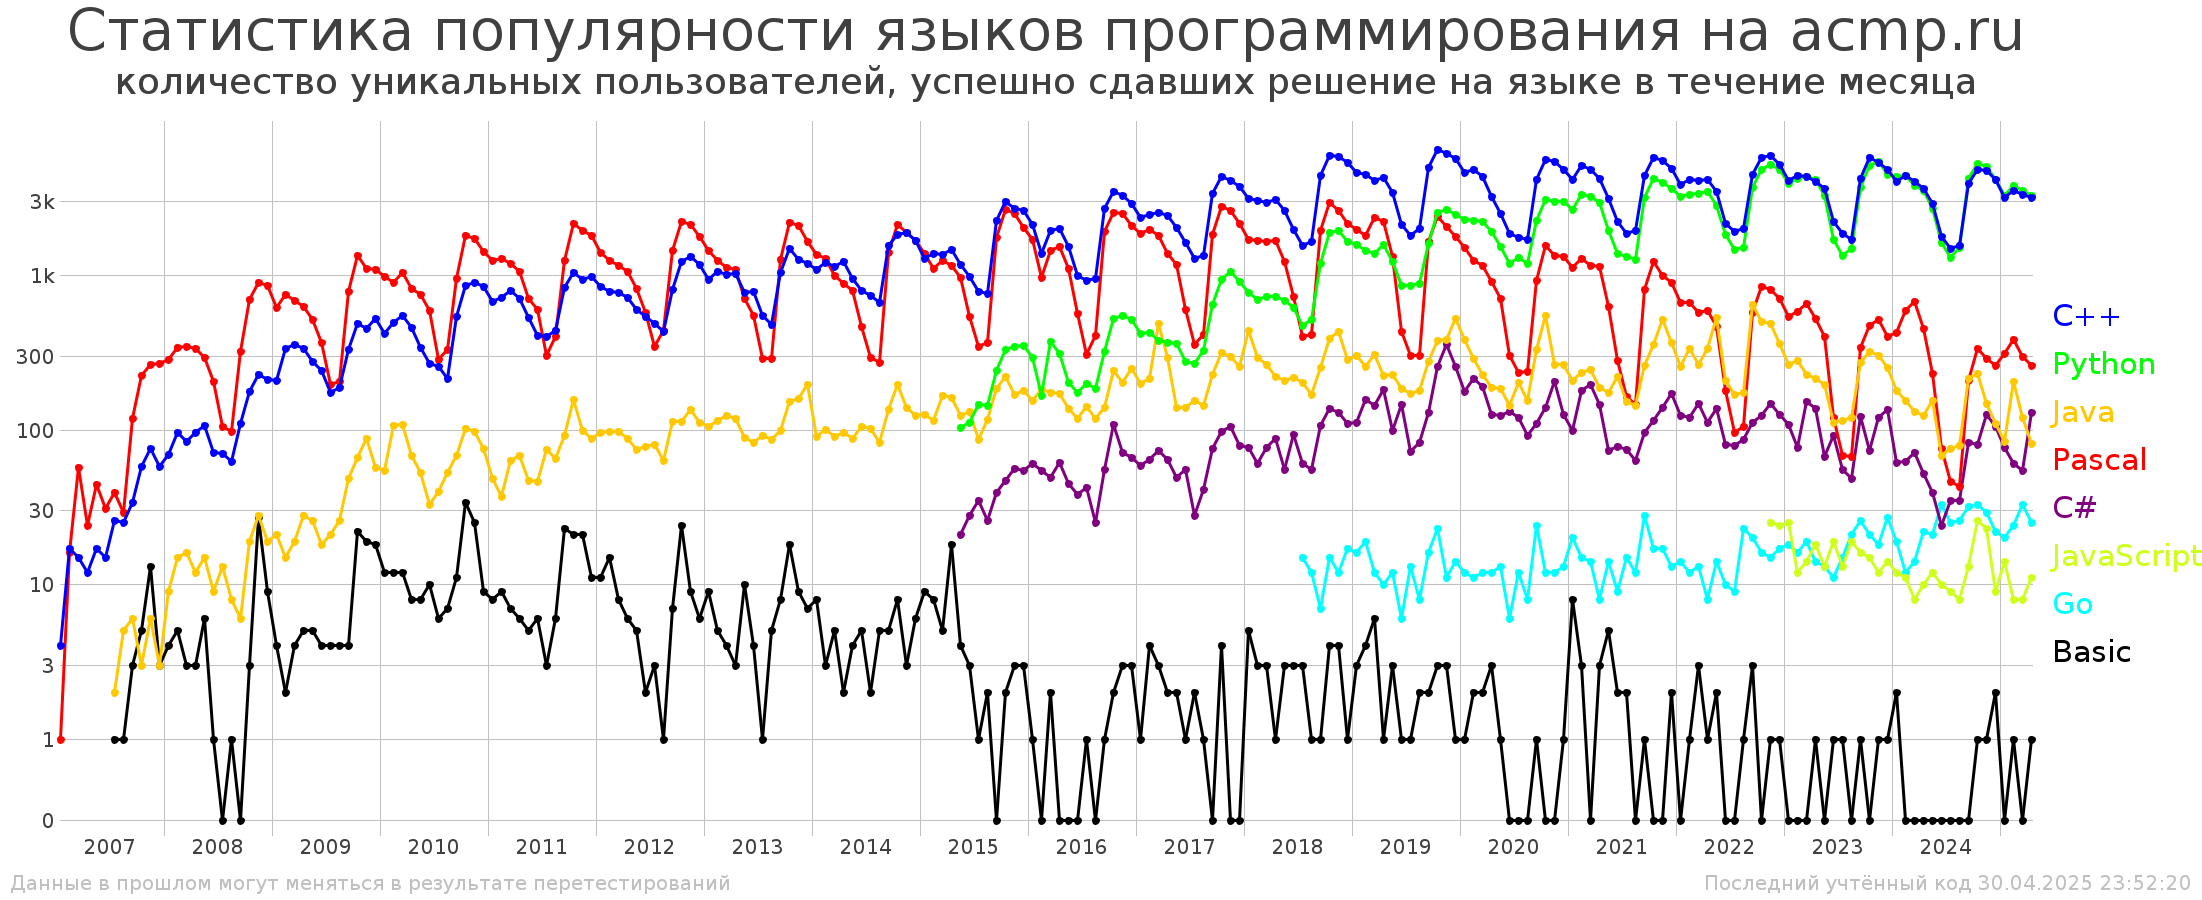 Статистика популярности языков программирования на acmp.ru
количество уникальных пользователей, успешно сдавших решение на языке в течение месяца
3k
1k
300
100
30
10
3
1
0
C++
Python
Java
Pascal
C#
JavaScript
Go
Basic
2007 2008 2009 2010 2011 2012 2013 2014 2015 2016 2017 2018 2019 2020 2021 2022 2023 2024
Данные в прошлом могут меняться в результате перетестирований
Последний учтённый код 30.04.2025 23:52:20